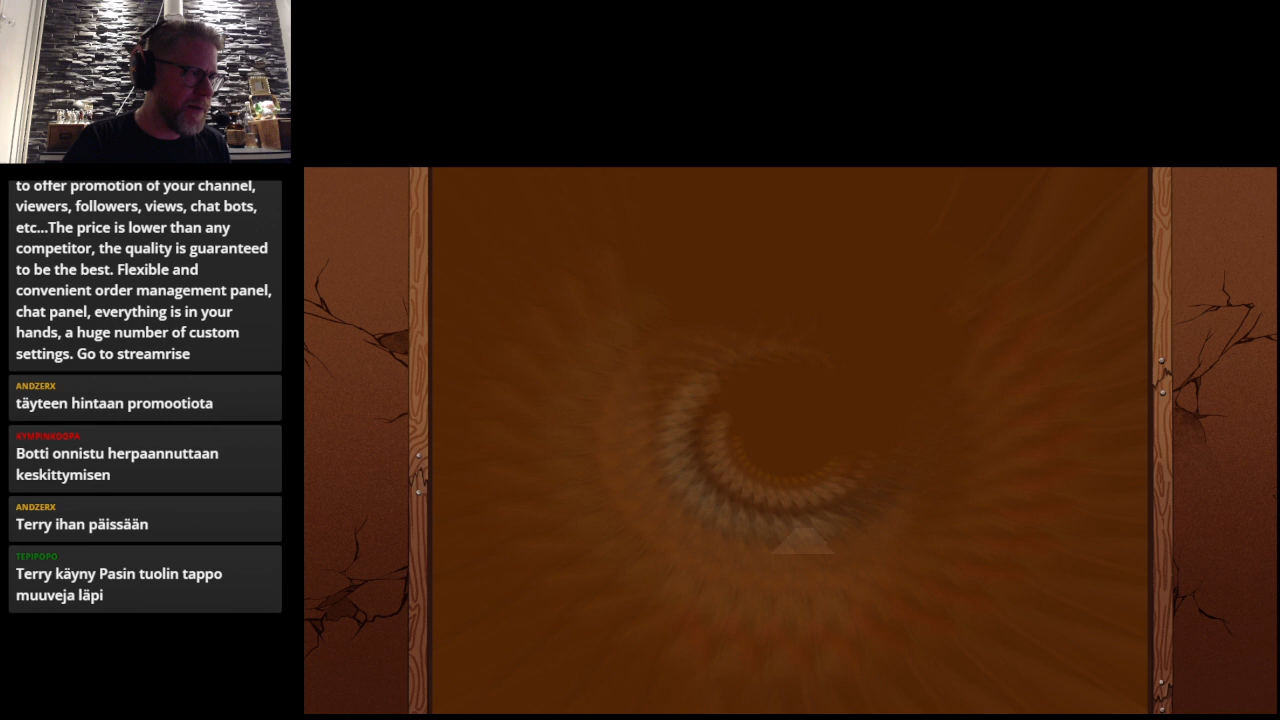 to offer promotion of your channel,
viewers, followers, views, chat bots,
etc...The price is lower than any
competitor, the quality is guaranteed
to be the best. Flexible and
convenient order management panel,
chat panel, everything is in your
hands, a huge number of custom
settings. Go to streamrise
ANDZERX
täyteen hintaan promootiota
KYMPINKOOPA
Botti onnistu herpaannuttaan
keskittymisen
ANDZERX
Terry ihan päissään
TEPIPOPO
Terry käyny Pasin tuolin tappo
muuveja läpi